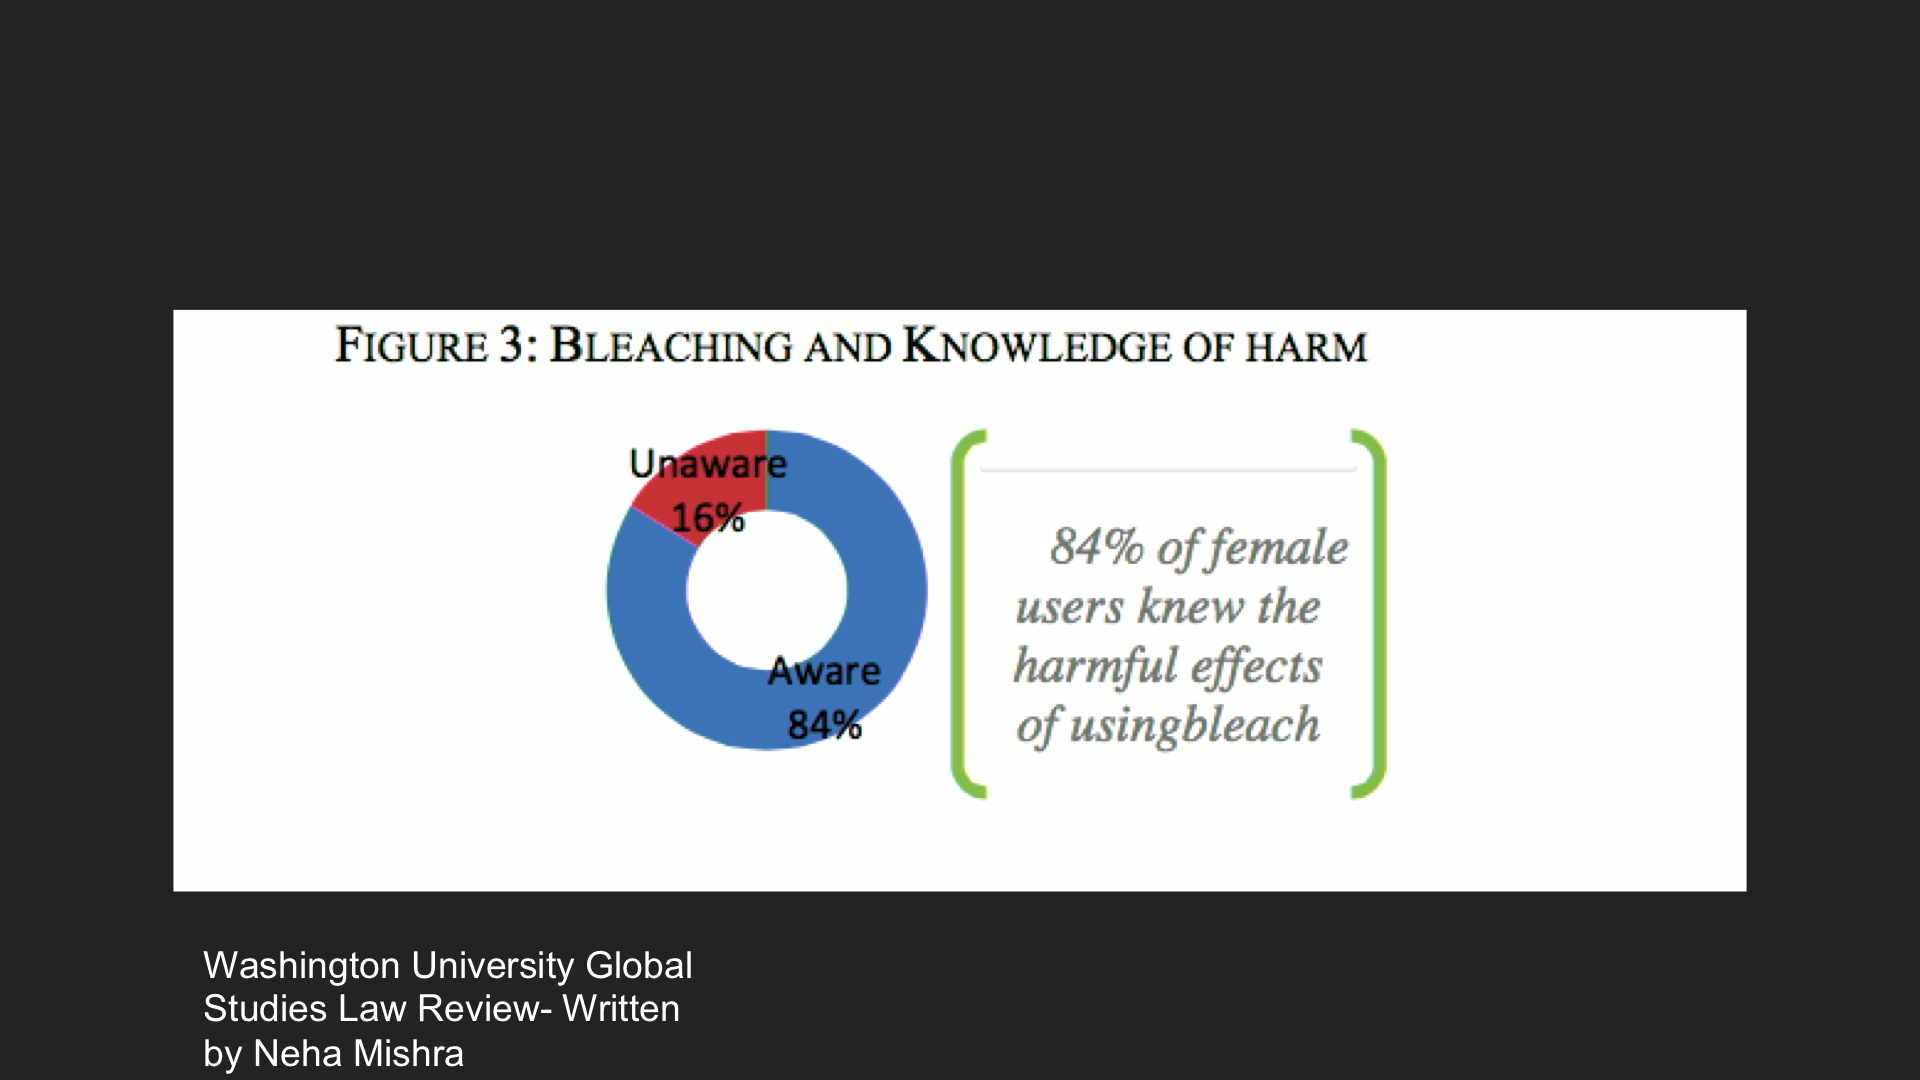 FIGURE 3: BLEACHING AND KNOWLEDGE OF HARM
Unaware
16%
Aware
84%
84% of female
users knew the
harmful effects
of usingbleach
Washington University Global
Studies Law Review- Written
by Neha Mishra